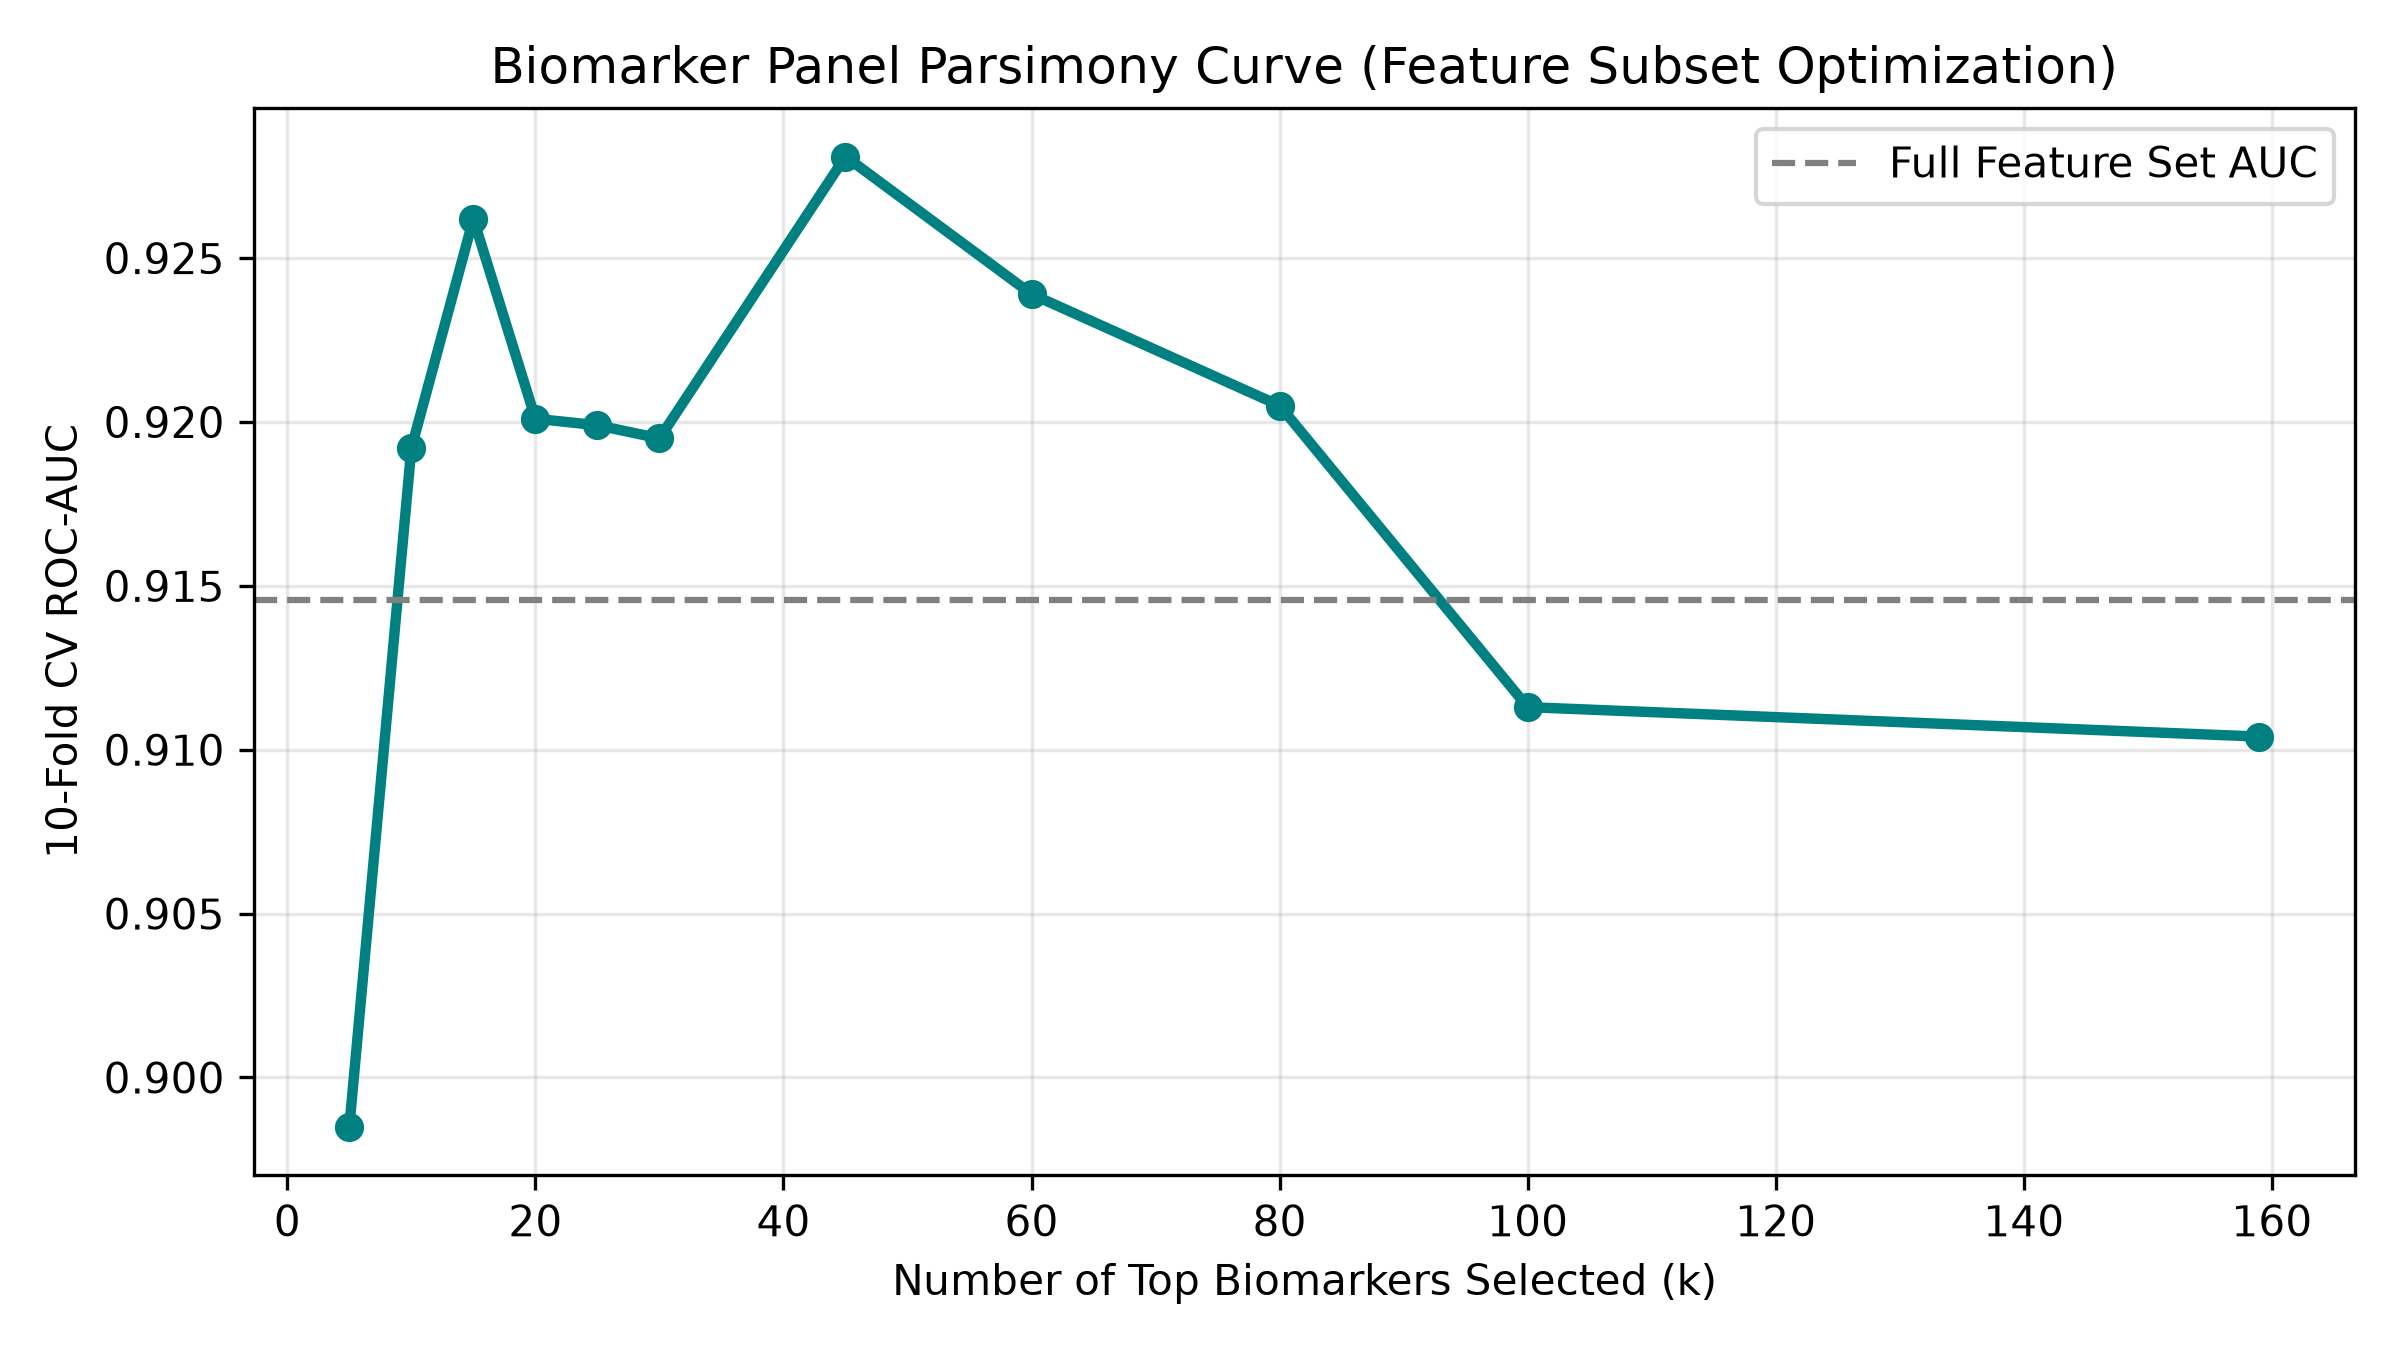 Biomarker Panel Parsimony Curve (Feature Subset Optimization)
Full Feature Set AUC
10-Fold CV ROC-AUC
0.925
0.920
0.915
0.910
0.905
0.900
0 20 40 60 80 100 120 140 160
Number of Top Biomarkers Selected (k)